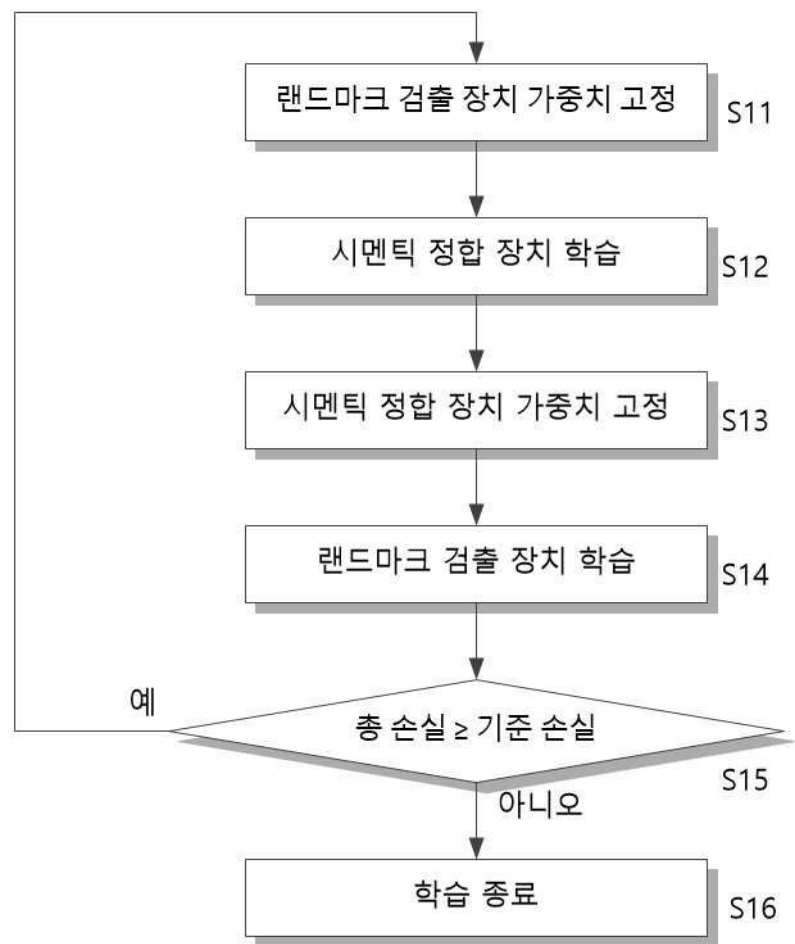 랜드마크 검출 장치 가중치 고정
S11
시멘틱 정합 장치 학습
S12
시멘틱 정합 장치 가중치 고정
S13
랜드마크 검출 장치 학습
S14
예
총 손실 ≥ 기준 손실
S15
아니오
학습 종료
S16